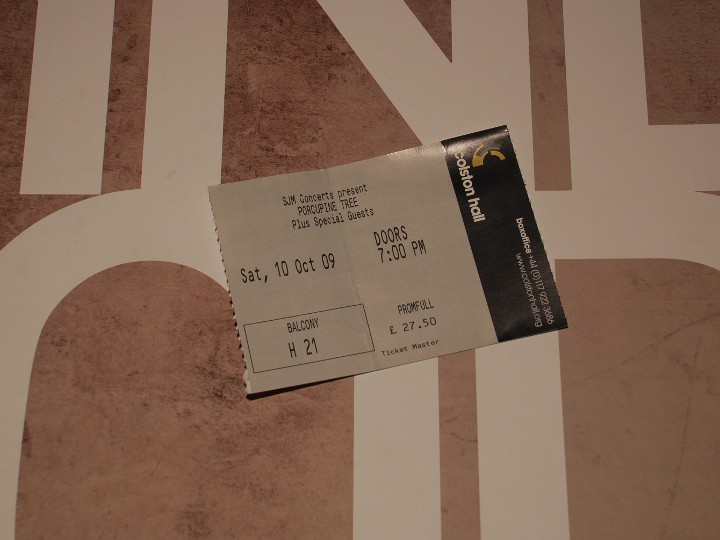 SJM Concerts present
PORCUPINE TREE
Plus Special Guests
Sat, 10 Oct 09
DOORS
7:00 PM
BALCONY
H 21
PROMFULL
£ 27.50
Ticket Master
colston hall
boxoffice ++44 (0)117 922 3686
www.colstonhall.org